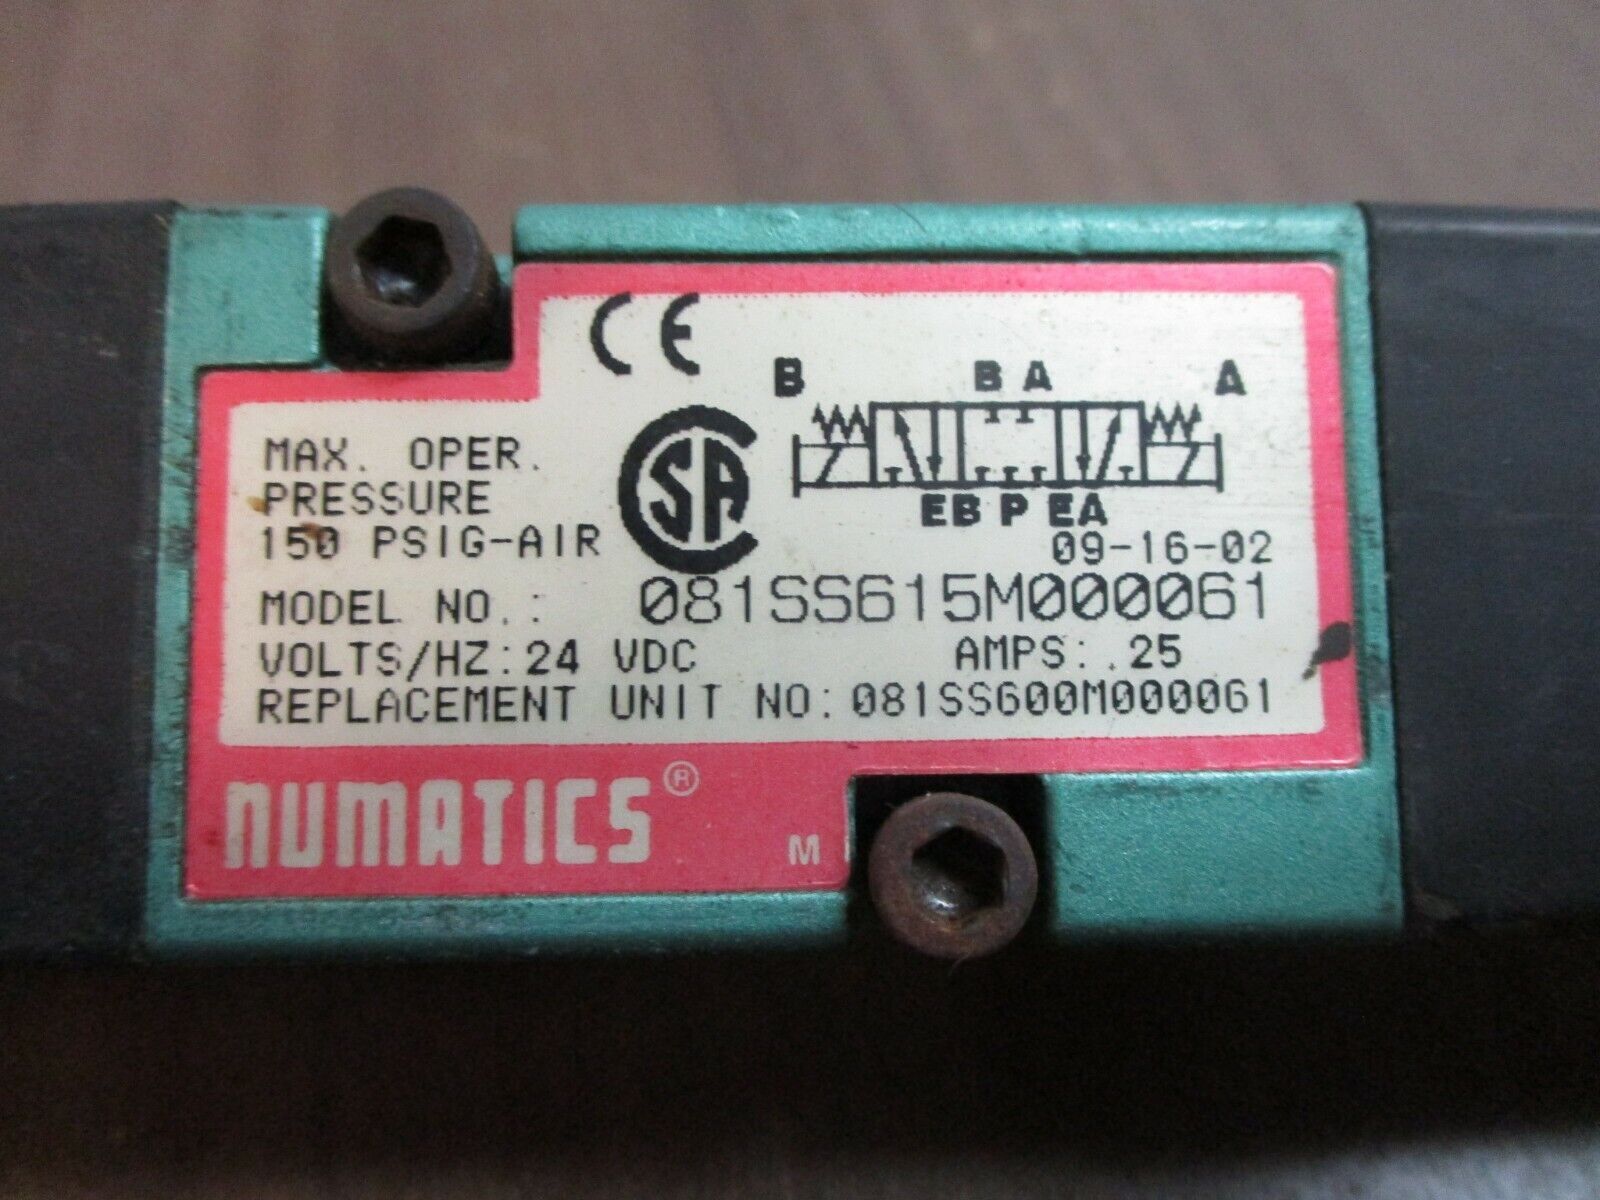 CE
B B A A
MAX. OPER.
PRESSURE
150 PSIG-AIR
SA
EB P EA
09-16-02
MODEL NO.: 081SS615M000061
VOLTS/HZ:24 VDC AMPS: .25
REPLACEMENT UNIT NO:081SS600M000061
NUMATICS®
M